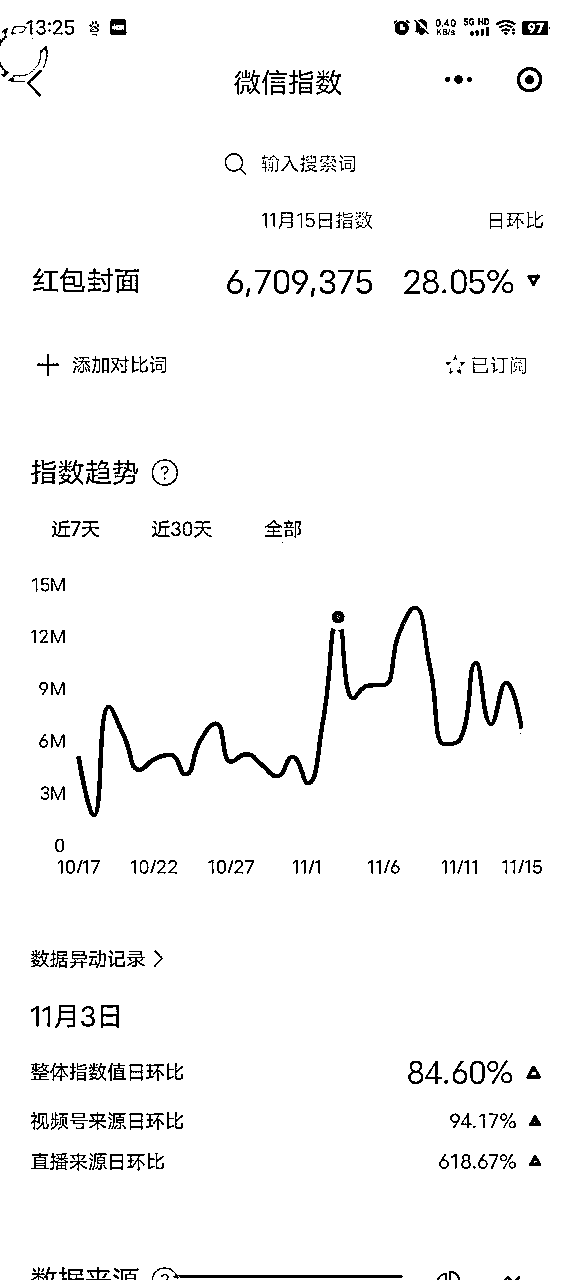 13:25 0.40 KB/s 5G HD 97
微信指数
输入搜索词
11月15日指数 日环比
红包封面 6,709,375 28.05%
添加对比词 已订阅
指数趋势 ?
近7天 近30天 全部
15M
12M
9M
6M
3M
0
10/17 10/22 10/27 11/1 11/6 11/11 11/15
数据异动记录
11月3日
整体指数值日环比 84.60%
视频号来源日环比 94.17%
直播来源日环比 618.67%
数据来源 ?